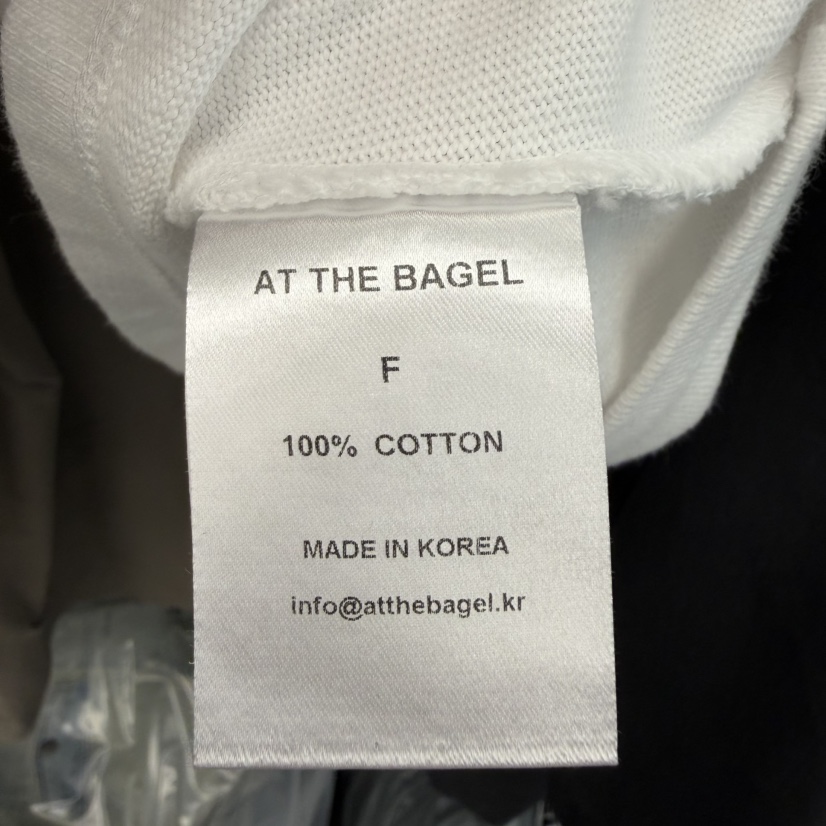 AT THE BAGEL
F
100% COTTON
MADE IN KOREA
info@atthebagel.kr